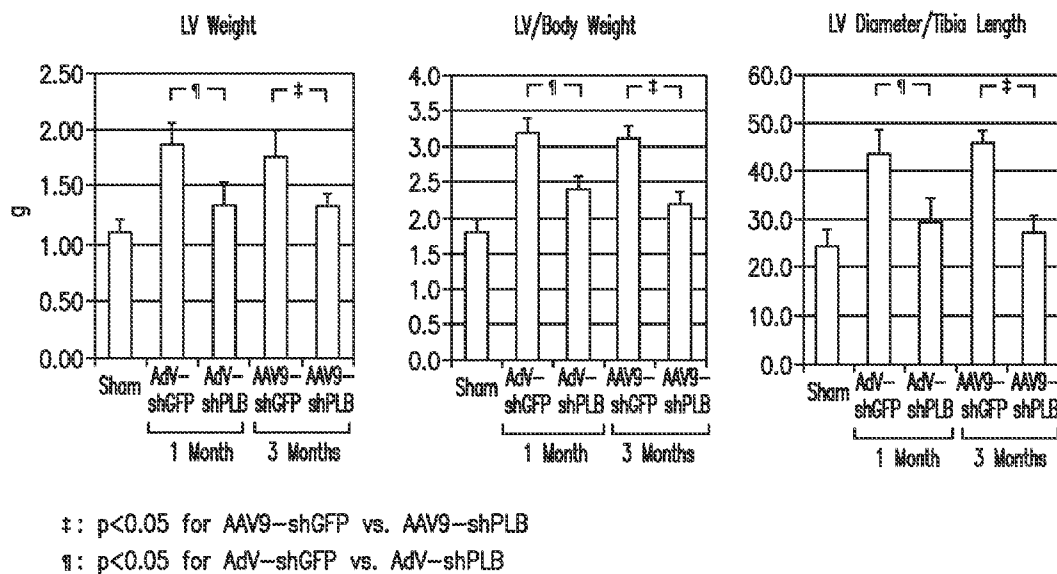 LV Weight
g
2.50
2.00
1.50
1.00
0.50
0.00
¶
‡
Sham
AdV-
shGFP
AdV-
shPLB
AAV9-
shGFP
AAV9-
shPLB
1 Month
3 Months
LV/Body Weight
4.0
3.5
3.0
2.5
2.0
1.5
1.0
0.5
0.0
¶
‡
Sham
AdV-
shGFP
AdV-
shPLB
AAV9-
shGFP
AAV9-
shPLB
1 Month
3 Months
LV Diameter/Tibia Length
60.0
50.0
40.0
30.0
20.0
10.0
0.0
¶
‡
Sham
AdV-
shGFP
AdV-
shPLB
AAV9-
shGFP
AAV9-
shPLB
1 Month
3 Months
‡: p<0.05 for AAV9-shGFP vs. AAV9-shPLB
¶: p<0.05 for AdV-shGFP vs. AdV-shPLB